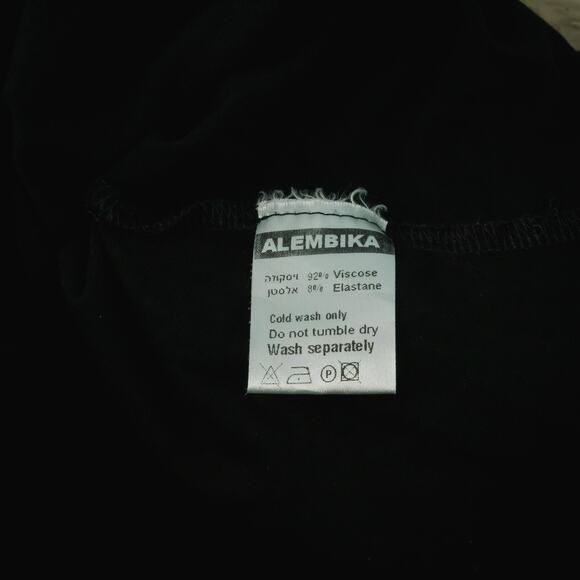 ALEMBIKA
ויסקוזה 92% Viscose
אלסטן 8% Elastane
Cold wash only
Do not tumble dry
Wash separately
P